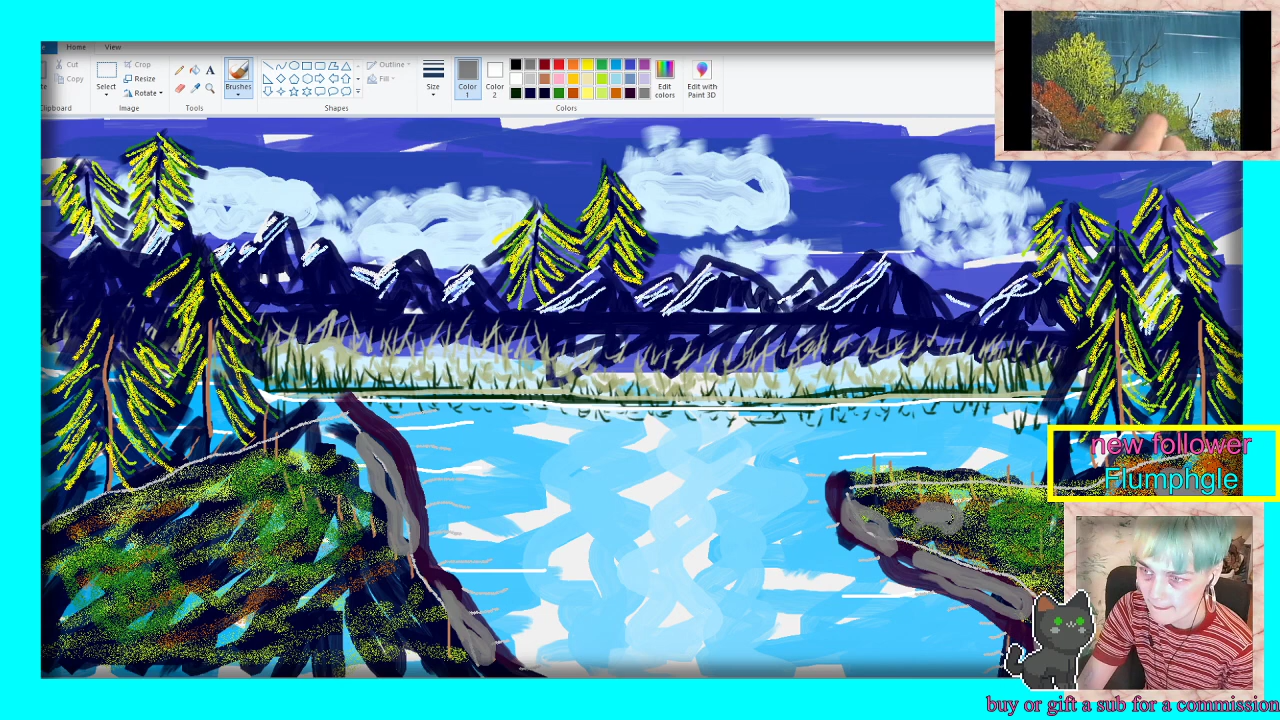 Home View
Cut
Copy
Clipboard
Select
Crop
Resize
Rotate
Image
Tools
Brushes
Outline
Fill
Shapes
Size
Color 1
Color 2
Edit colors
Colors
Edit with Paint 3D
new follower
Flumphgle
buy or gift a sub for a commission